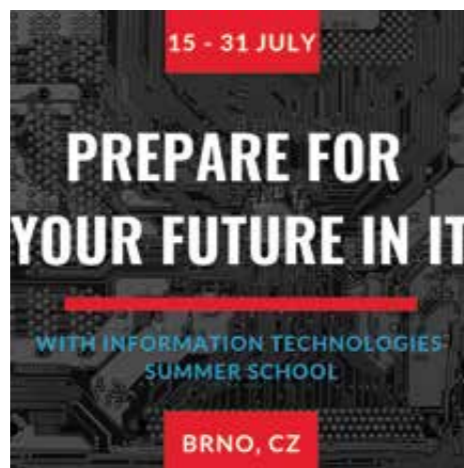 15 - 31 JULY
PREPARE FOR
YOUR FUTURE IN IT
WITH INFORMATION TECHNOLOGIES
SUMMER SCHOOL
BRNO, CZ